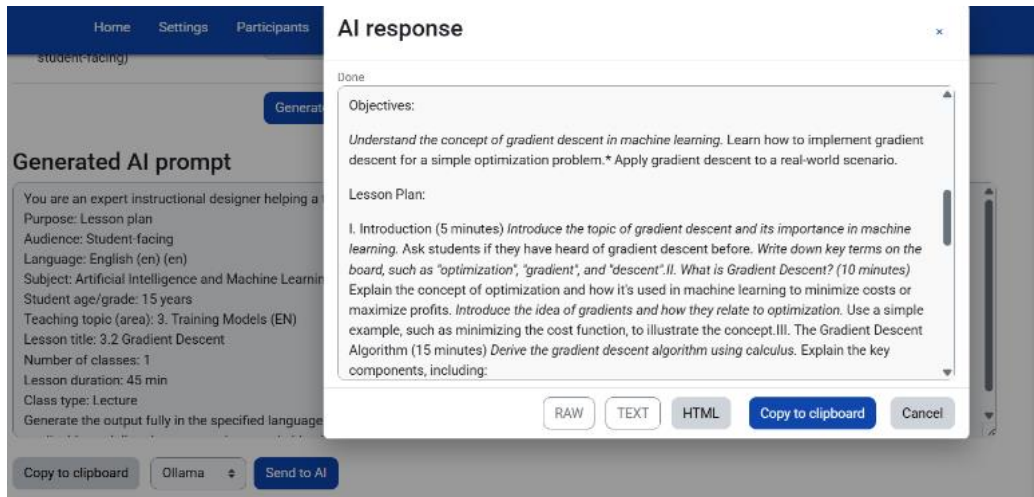 Home Settings Participants
AI response
×
student-facing)
Done
Generat
Objectives:
Understand the concept of gradient descent in machine learning. Learn how to implement gradient
descent for a simple optimization problem.* Apply gradient descent to a real-world scenario.
Lesson Plan:
I. Introduction (5 minutes) Introduce the topic of gradient descent and its importance in machine
learning. Ask students if they have heard of gradient descent before. Write down key terms on the
board, such as "optimization", "gradient", and "descent".II. What is Gradient Descent? (10 minutes)
Explain the concept of optimization and how it's used in machine learning to minimize costs or
maximize profits. Introduce the idea of gradients and how they relate to optimization. Use a simple
example, such as minimizing the cost function, to illustrate the concept.III. The Gradient Descent
Algorithm (15 minutes) Derive the gradient descent algorithm using calculus. Explain the key
components, including:
RAW TEXT HTML Copy to clipboard Cancel
Generated AI prompt
You are an expert instructional designer helping a
Purpose: Lesson plan
Audience: Student-facing
Language: English (en) (en)
Subject: Artificial Intelligence and Machine Learnin
Student age/grade: 15 years
Teaching topic (area): 3. Training Models (EN)
Lesson title: 3.2 Gradient Descent
Number of classes: 1
Lesson duration: 45 min
Class type: Lecture
Generate the output fully in the specified language
Copy to clipboard Ollama Send to AI